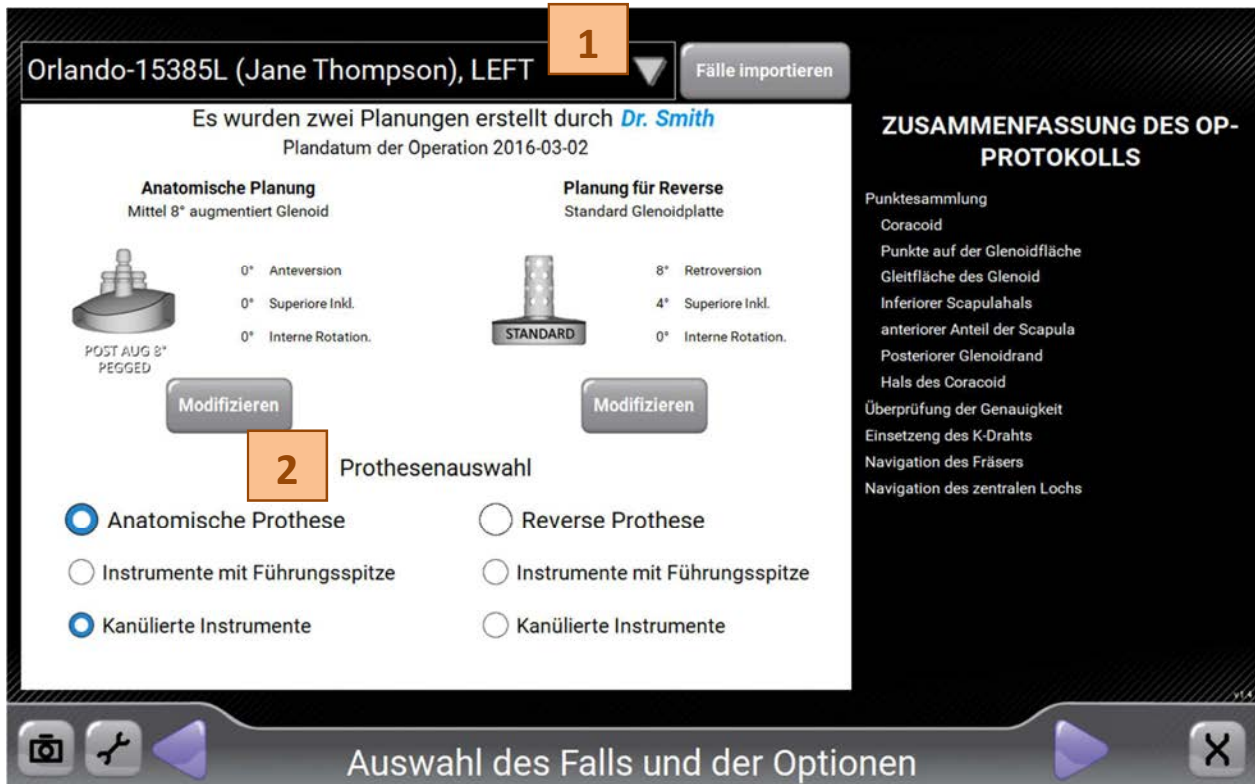 1
Orlando-15385L (Jane Thompson), LEFT
Fälle importieren
Es wurden zwei Planungen erstellt durch Dr. Smith
Plandatum der Operation 2016-03-02
Anatomische Planung
Mittel 8° augmentiert Glenoid
0° Anteversion
0° Superiore Inkl.
0° Interne Rotation.
POST AUG 8°
PEGGED
Modifizieren
Planung für Reverse
Standard Glenoidplatte
8° Retroversion
4° Superiore Inkl.
0° Interne Rotation.
STANDARD
Modifizieren
2
Prothesenauswahl
Anatomische Prothese
Instrumente mit Führungsspitze
Kanülierte Instrumente
Reverse Prothese
Instrumente mit Führungsspitze
Kanülierte Instrumente
ZUSAMMENFASSUNG DES OP-
PROTOKOLLS
Punktesammlung
Coracoid
Punkte auf der Glenoidfläche
Gleitfläche des Glenoid
Inferiorer Scapulahals
anteriorer Anteil der Scapula
Posteriorer Glenoidrand
Hals des Coracoid
Überprüfung der Genauigkeit
Einsetzeng des K-Drahts
Navigation des Fräsers
Navigation des zentralen Lochs
v1.4
Auswahl des Falls und der Optionen